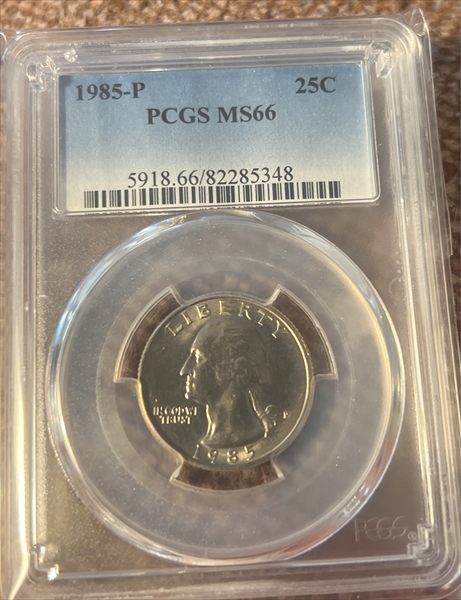 1985-P 25C
PCGS MS66
5918.66/82285348
LIBERTY
IN GOD WE
TRUST
P
1985
PCGS